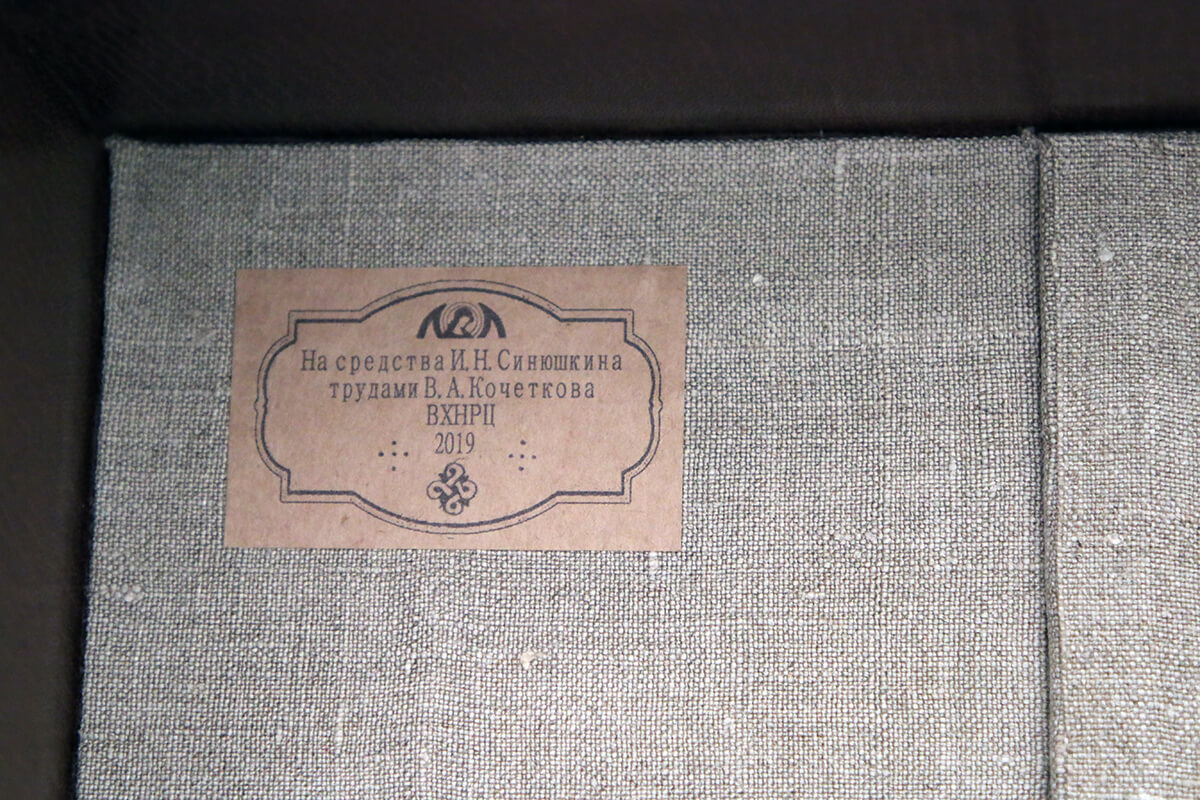 На средства И. Н. Синюшкина
трудами В. А. Кочеткова
ВХНРЦ
2019